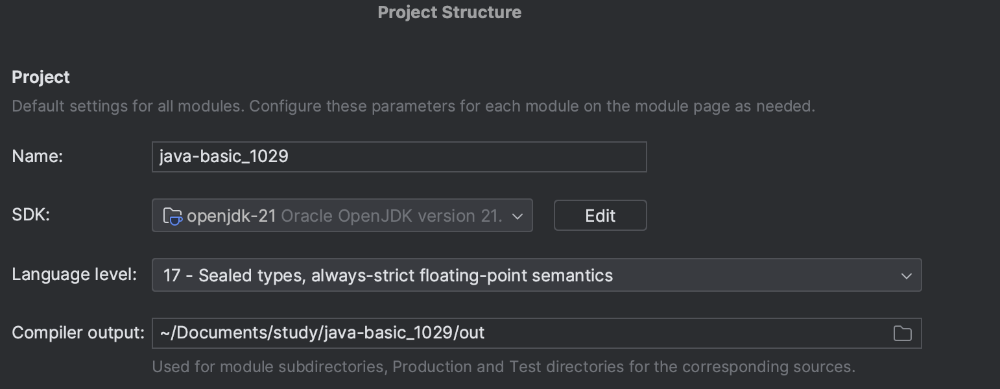 Project Structure
Project
Default settings for all modules. Configure these parameters for each module on the module page as needed.
Name: java-basic_1029
SDK: openjdk-21 Oracle OpenJDK version 21. Edit
Language level: 17 - Sealed types, always-strict floating-point semantics
Compiler output: ~/Documents/study/java-basic_1029/out
Used for module subdirectories, Production and Test directories for the corresponding sources.